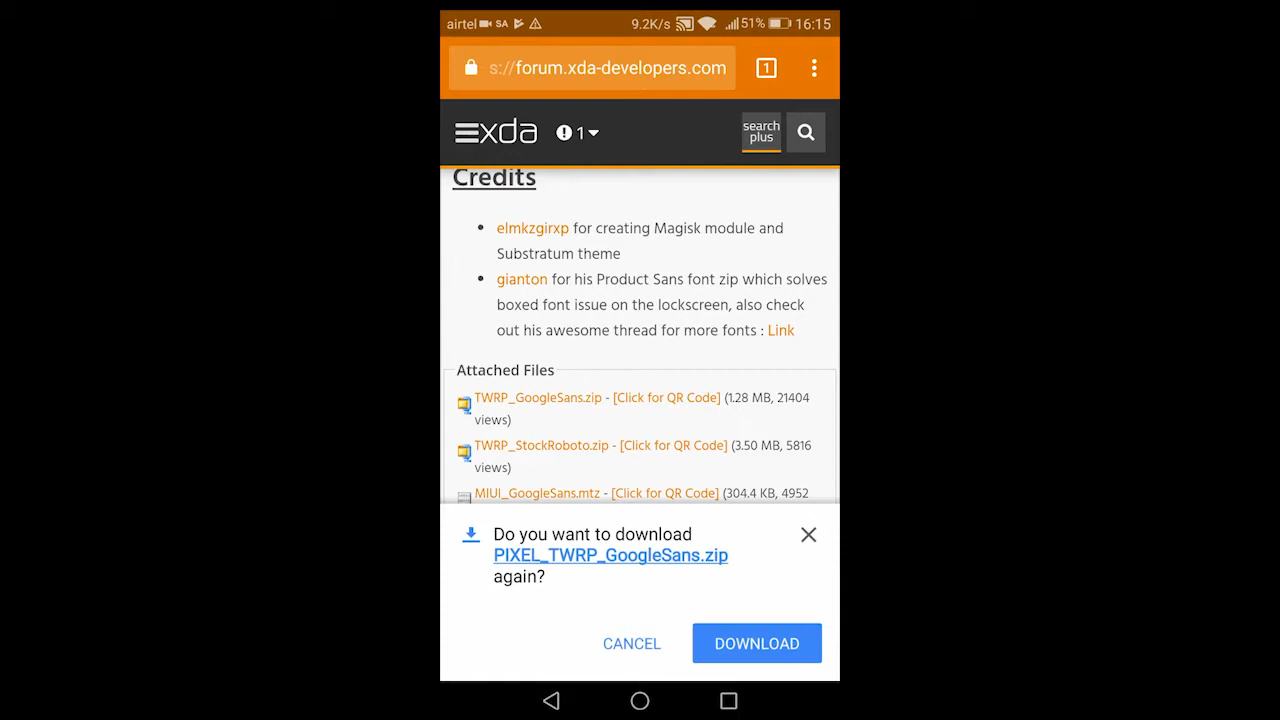 airtel SA 9.2K/s 51% 16:15
s://forum.xda-developers.com 1
xda 1 search plus
Credits
• elmkzgirxp for creating Magisk module and
Substratum theme
• gianton for his Product Sans font zip which solves
boxed font issue on the lockscreen, also check
out his awesome thread for more fonts : Link
Attached Files
TWRP_GoogleSans.zip - [Click for QR Code] (1.28 MB, 21404
views)
TWRP_StockRoboto.zip - [Click for QR Code] (3.50 MB, 5816
views)
MIUI_GoogleSans.mtz - [Click for QR Code] (304.4 KB, 4952
Do you want to download
PIXEL_TWRP_GoogleSans.zip
again?
CANCEL DOWNLOAD